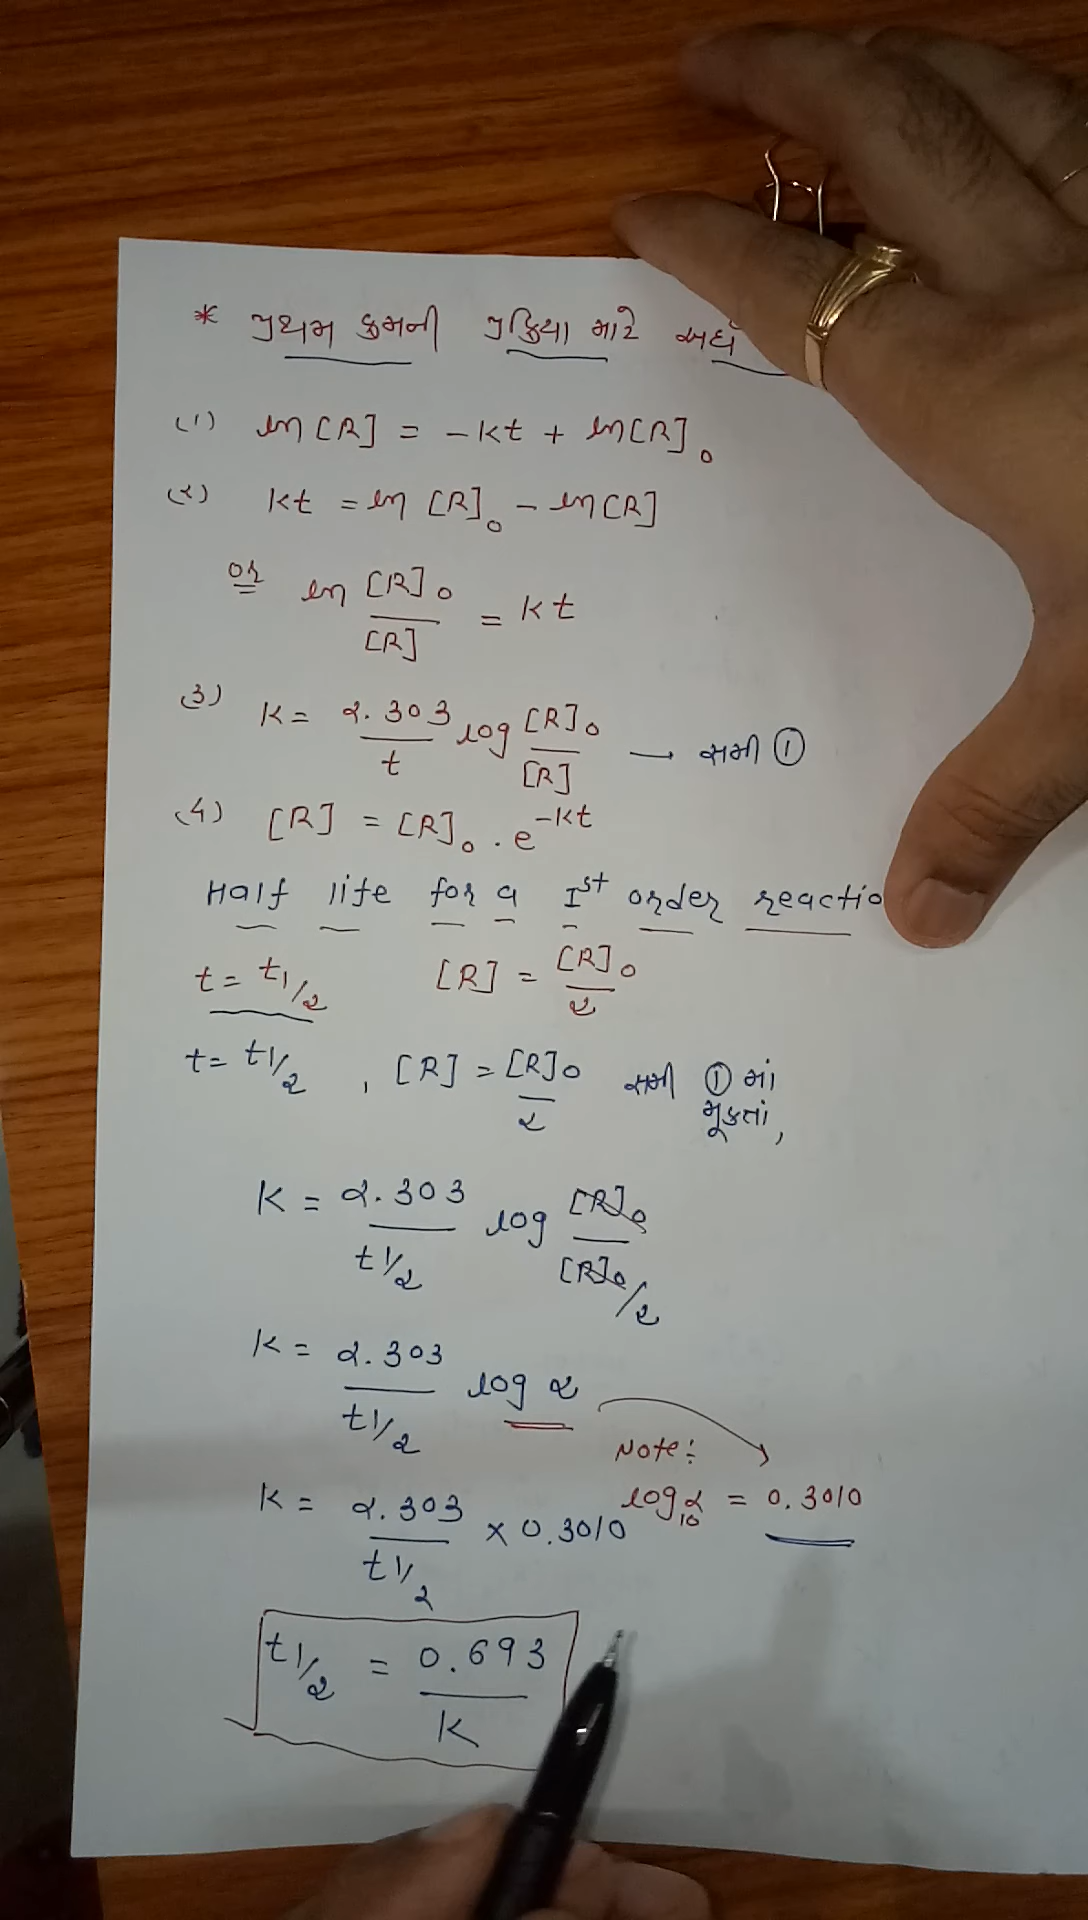 * પ્રથમ ક્રમની પ્રક્રિયા માટે અર્ધ
(1) ln [R] = -kt + ln[R]₀
(2) kt = ln [R]₀ - ln[R]
or ln [R]₀/[R] = kt
(3) K = 2.303/t log [R]₀/[R] → સમી ①
(4) [R] = [R]₀ . e^-kt
Half life for a Ist order reactio
t = t1/2 [R] = [R]₀/2
t = t1/2 , [R] = [R]₀/2 સમી ① માં
મૂકતાં,
K = 2.303/t1/2 log [R]₀/[R]₀/2
K = 2.303/t1/2 log 2
Note:
log₁₀2 = 0.3010
K = 2.303/t1/2 x 0.3010
t1/2 = 0.693/K